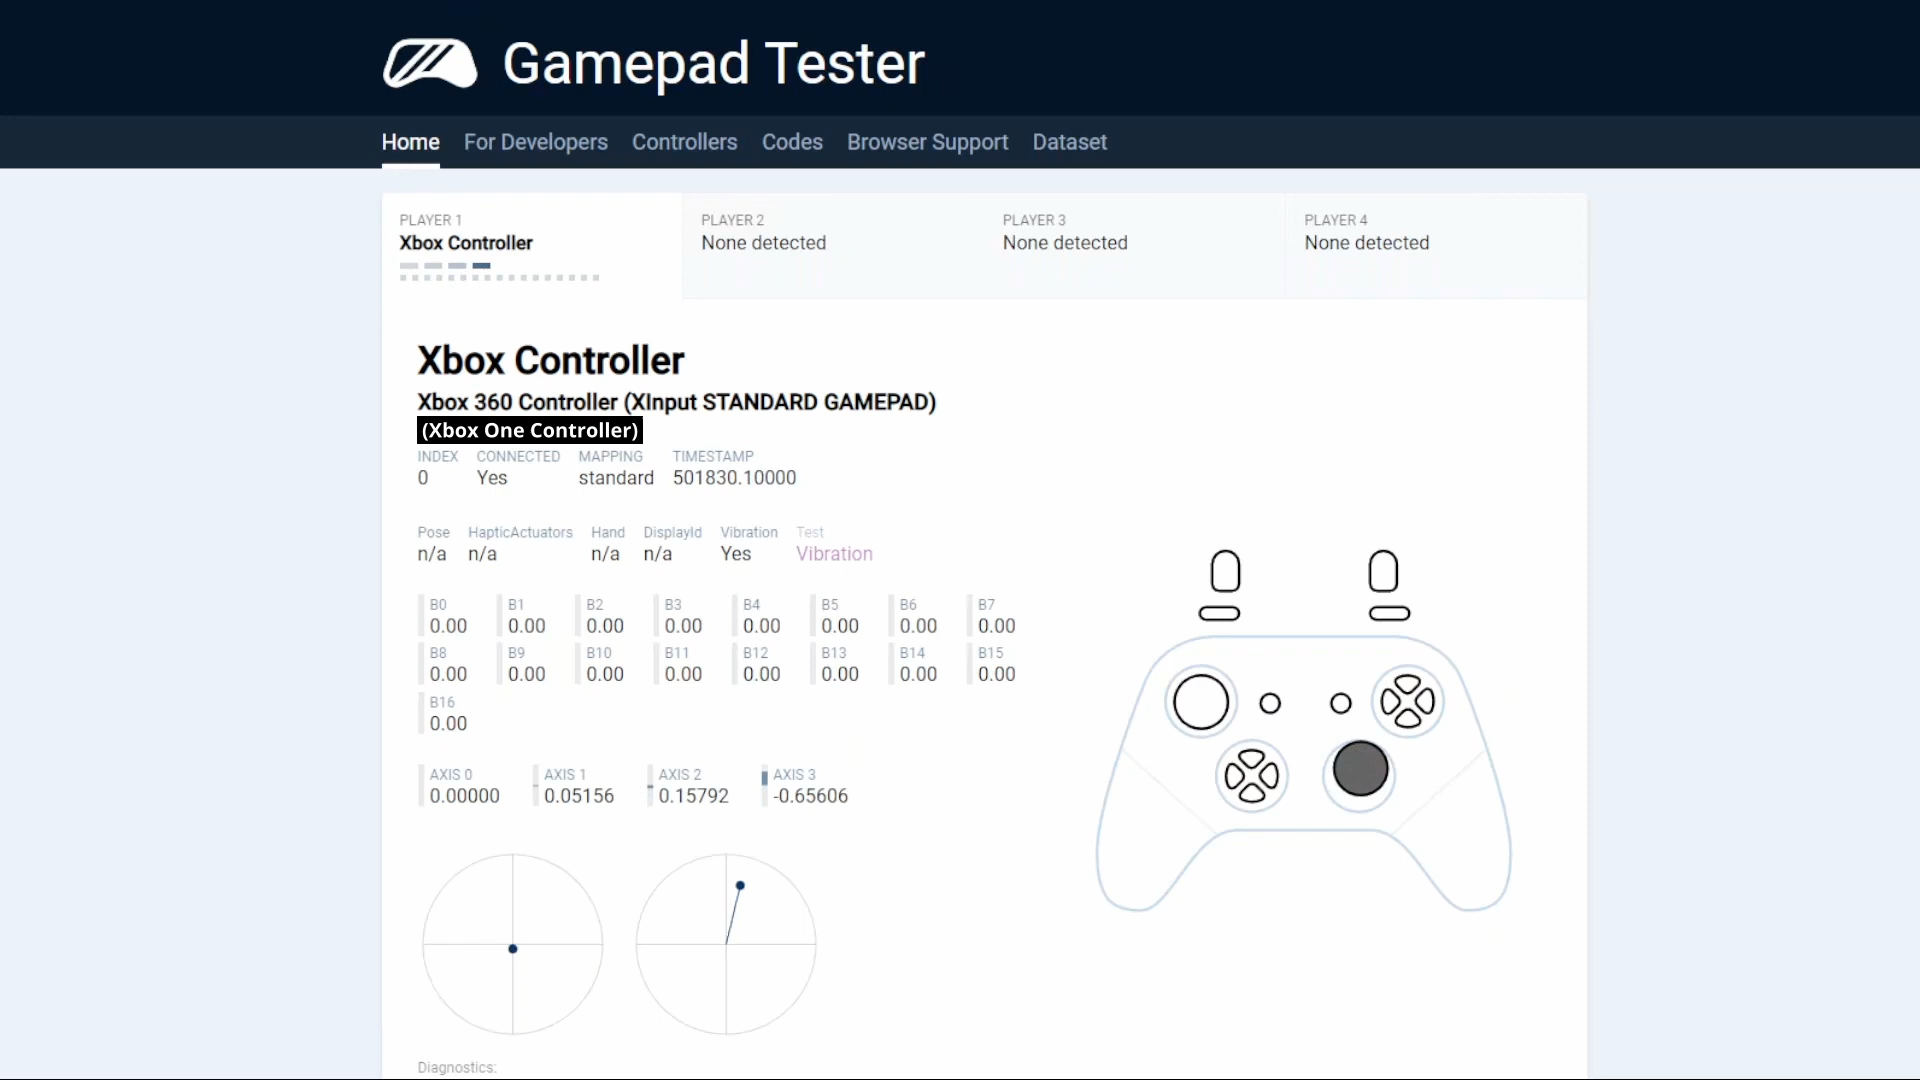 Gamepad Tester
Home For Developers Controllers Codes Browser Support Dataset
PLAYER 1 PLAYER 2 PLAYER 3 PLAYER 4
Xbox Controller None detected None detected None detected
Xbox Controller
Xbox 360 Controller (XInput STANDARD GAMEPAD)
(Xbox One Controller)
INDEX CONNECTED MAPPING TIMESTAMP
0 Yes standard 501830.10000
Pose HapticActuators Hand DisplayId Vibration Test
n/a n/a n/a n/a Yes Vibration
B0 B1 B2 B3 B4 B5 B6 B7
0.00 0.00 0.00 0.00 0.00 0.00 0.00 0.00
B8 B9 B10 B11 B12 B13 B14 B15
0.00 0.00 0.00 0.00 0.00 0.00 0.00 0.00
B16
0.00
AXIS 0 AXIS 1 AXIS 2 AXIS 3
0.00000 0.05156 0.15792 -0.65606
Diagnostics: